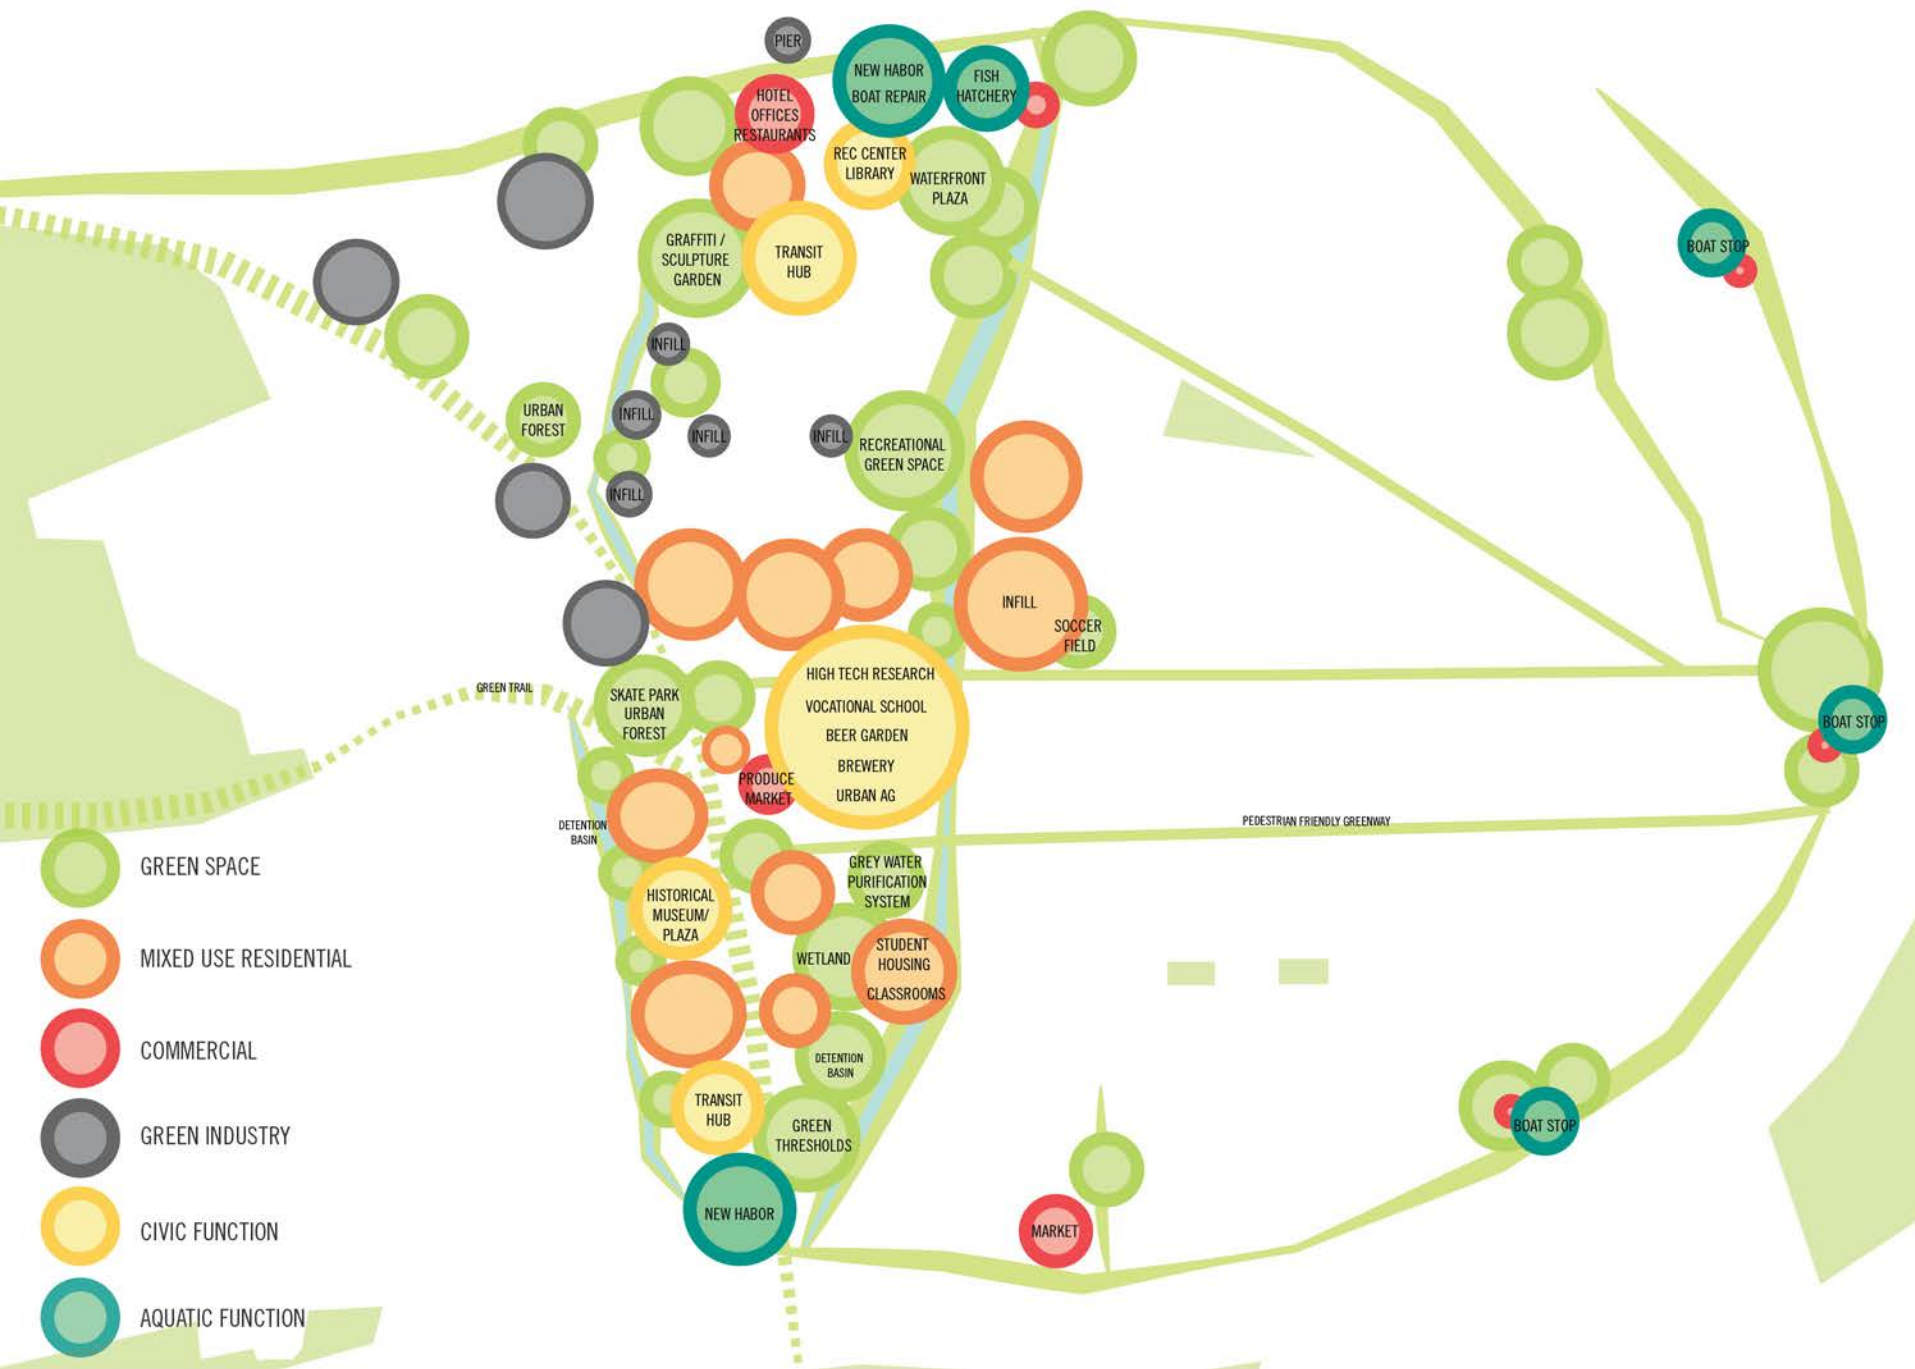 PIER
HOTEL
OFFICES
RESTAURANTS
NEW HABOR
BOAT REPAIR
FISH
HATCHERY
REC CENTER
LIBRARY
WATERFRONT
PLAZA
GRAFFITI /
SCULPTURE
GARDEN
TRANSIT
HUB
BOAT STOP
INFILL
INFILL
INFILL
INFILL
INFILL
URBAN
FOREST
RECREATIONAL
GREEN SPACE
INFILL
SOCCER
FIELD
GREEN TRAIL
SKATE PARK
URBAN
FOREST
HIGH TECH RESEARCH
VOCATIONAL SCHOOL
BEER GARDEN
BREWERY
URBAN AG
BOAT STOP
PRODUCE
MARKET
DETENTION
BASIN
PEDESTRIAN FRIENDLY GREENWAY
GREY WATER
PURIFICATION
SYSTEM
HISTORICAL
MUSEUM/
PLAZA
WETLAND
STUDENT
HOUSING
CLASSROOMS
DETENTION
BASIN
TRANSIT
HUB
GREEN
THRESHOLDS
BOAT STOP
NEW HABOR
MARKET
GREEN SPACE
MIXED USE RESIDENTIAL
COMMERCIAL
GREEN INDUSTRY
CIVIC FUNCTION
AQUATIC FUNCTION